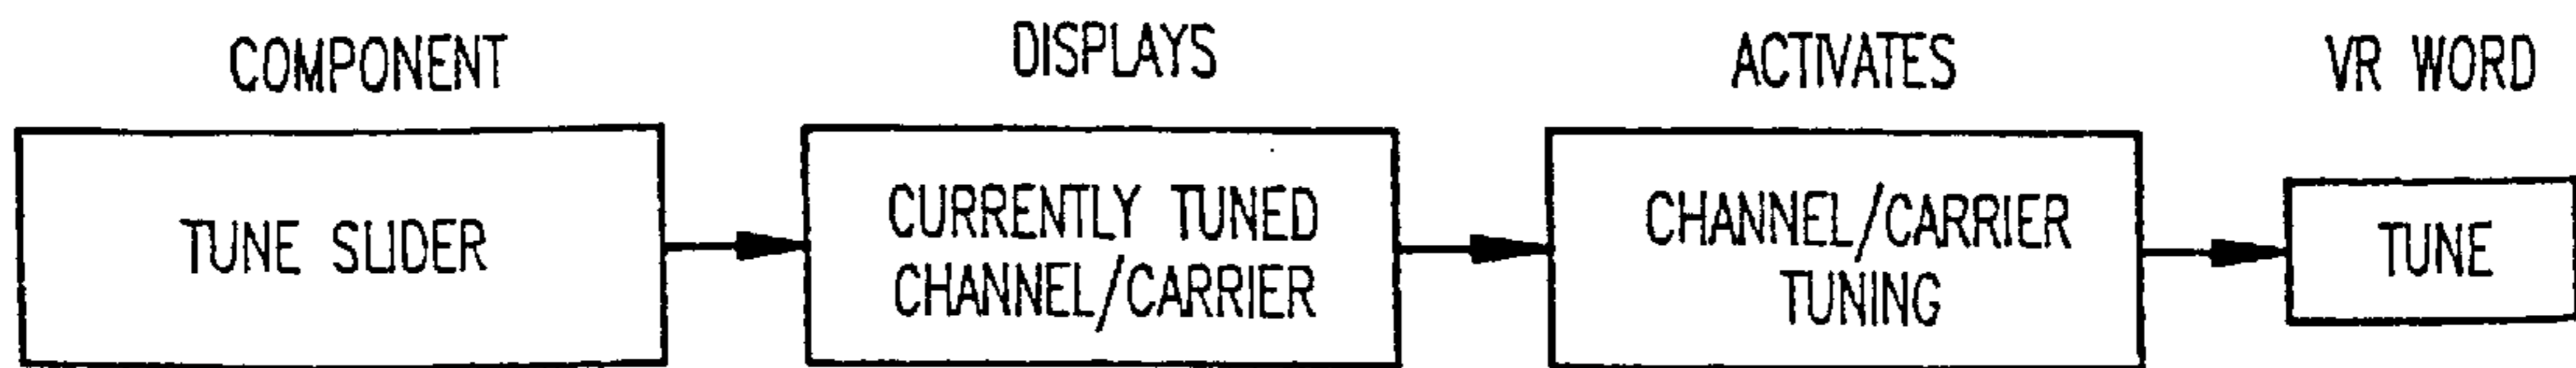 COMPONENT
DISPLAYS
ACTIVATES
VR WORD
TUNE SLIDER
CURRENTLY TUNED
CHANNEL/CARRIER
CHANNEL/CARRIER
TUNING
TUNE